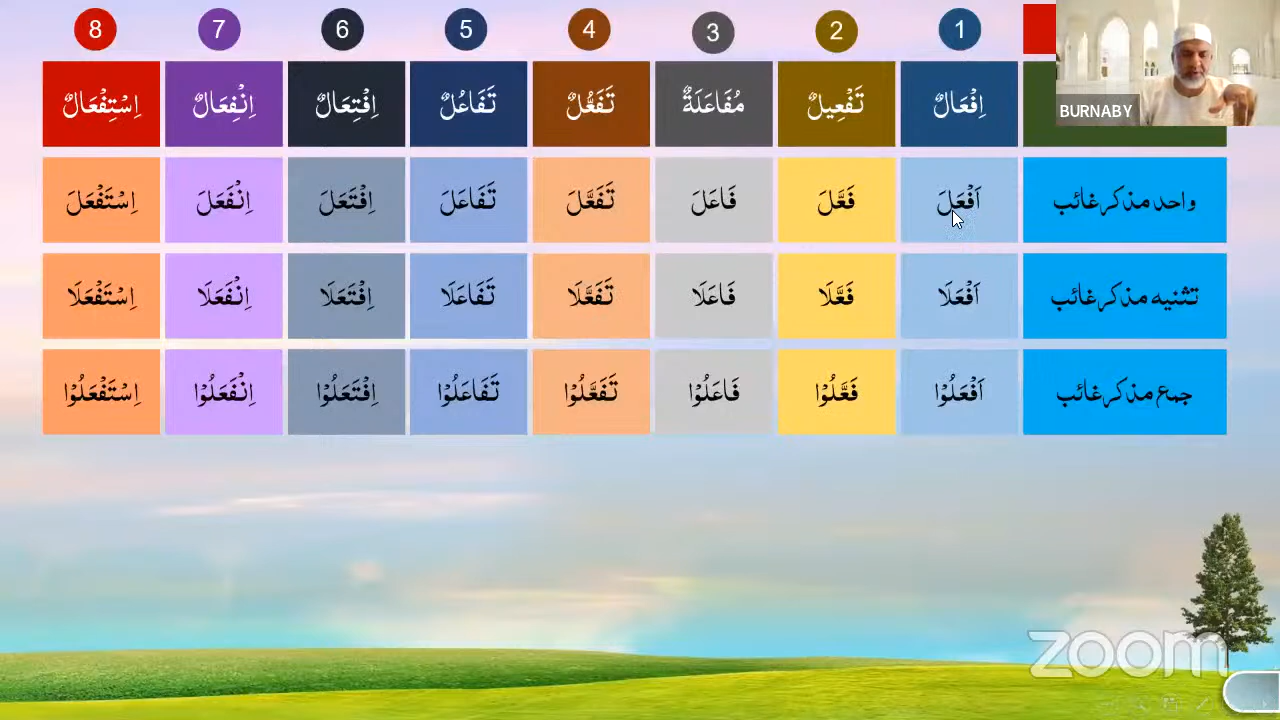 1 2 3 4 5 6 7 8
اِفْعَالٌ تَفْعِيلٌ مُفَاعَلَةٌ تَفَعُّلٌ تَفَاعُلٌ اِفْتِعَالٌ اِنْفِعَالٌ اِسْتِفْعَالٌ
واحد مذکر غائب اَفْعَلَ فَعَّلَ فَاعَلَ تَفَعَّلَ تَفَاعَلَ اِفْتَعَلَ اِنْفَعَلَ اِسْتَفْعَلَ
تثنیه مذکر غائب اَفْعَلَا فَعَّلَا فَاعَلَا تَفَعَّلَا تَفَاعَلَا اِفْتَعَلَا اِنْفَعَلَا اِسْتَفْعَلَا
جمع مذکر غائب اَفْعَلُوْا فَعَّلُوْا فَاعَلُوْا تَفَعَّلُوْا تَفَاعَلُوْا اِفْتَعَلُوْا اِنْفَعَلُوْا اِسْتَفْعَلُوْا
BURNABY
zoom